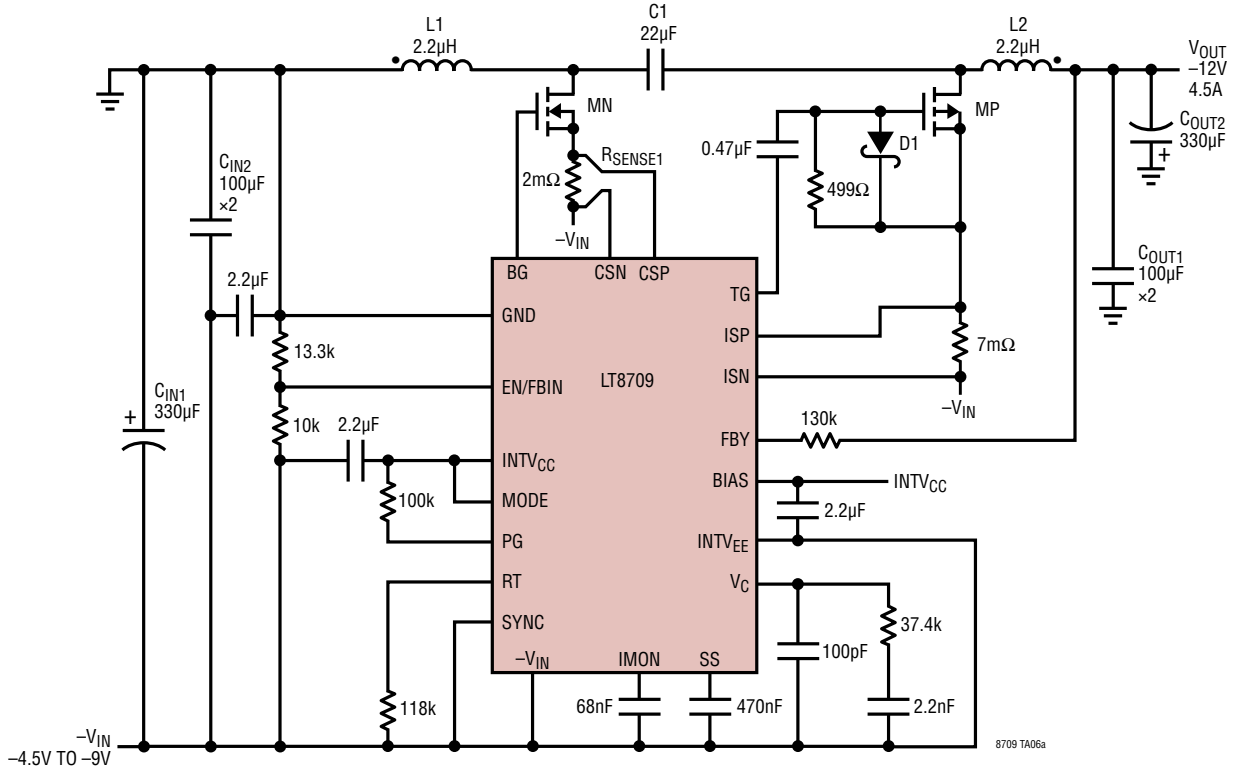 L1
2.2µH
C1
22µF
L2
2.2µH
VOUT
–12V
4.5A
MN
MP
CIN2
100µF
×2
RSENSE1
2mΩ
–VIN
0.47µF
D1
499Ω
COUT2
330µF
+
COUT1
100µF
×2
2.2µF
BG
CSN
CSP
TG
GND
ISP
7mΩ
13.3k
LT8709
EN/FBIN
ISN
–VIN
CIN1
330µF
+
10k
2.2µF
130k
FBY
INTVCC
BIAS
INTVCC
100k
MODE
2.2µF
PG
INTVEE
RT
VC
SYNC
37.4k
100pF
–VIN
IMON
SS
118k
68nF
470nF
2.2nF
–VIN
–4.5V TO –9V
8709 TA06a